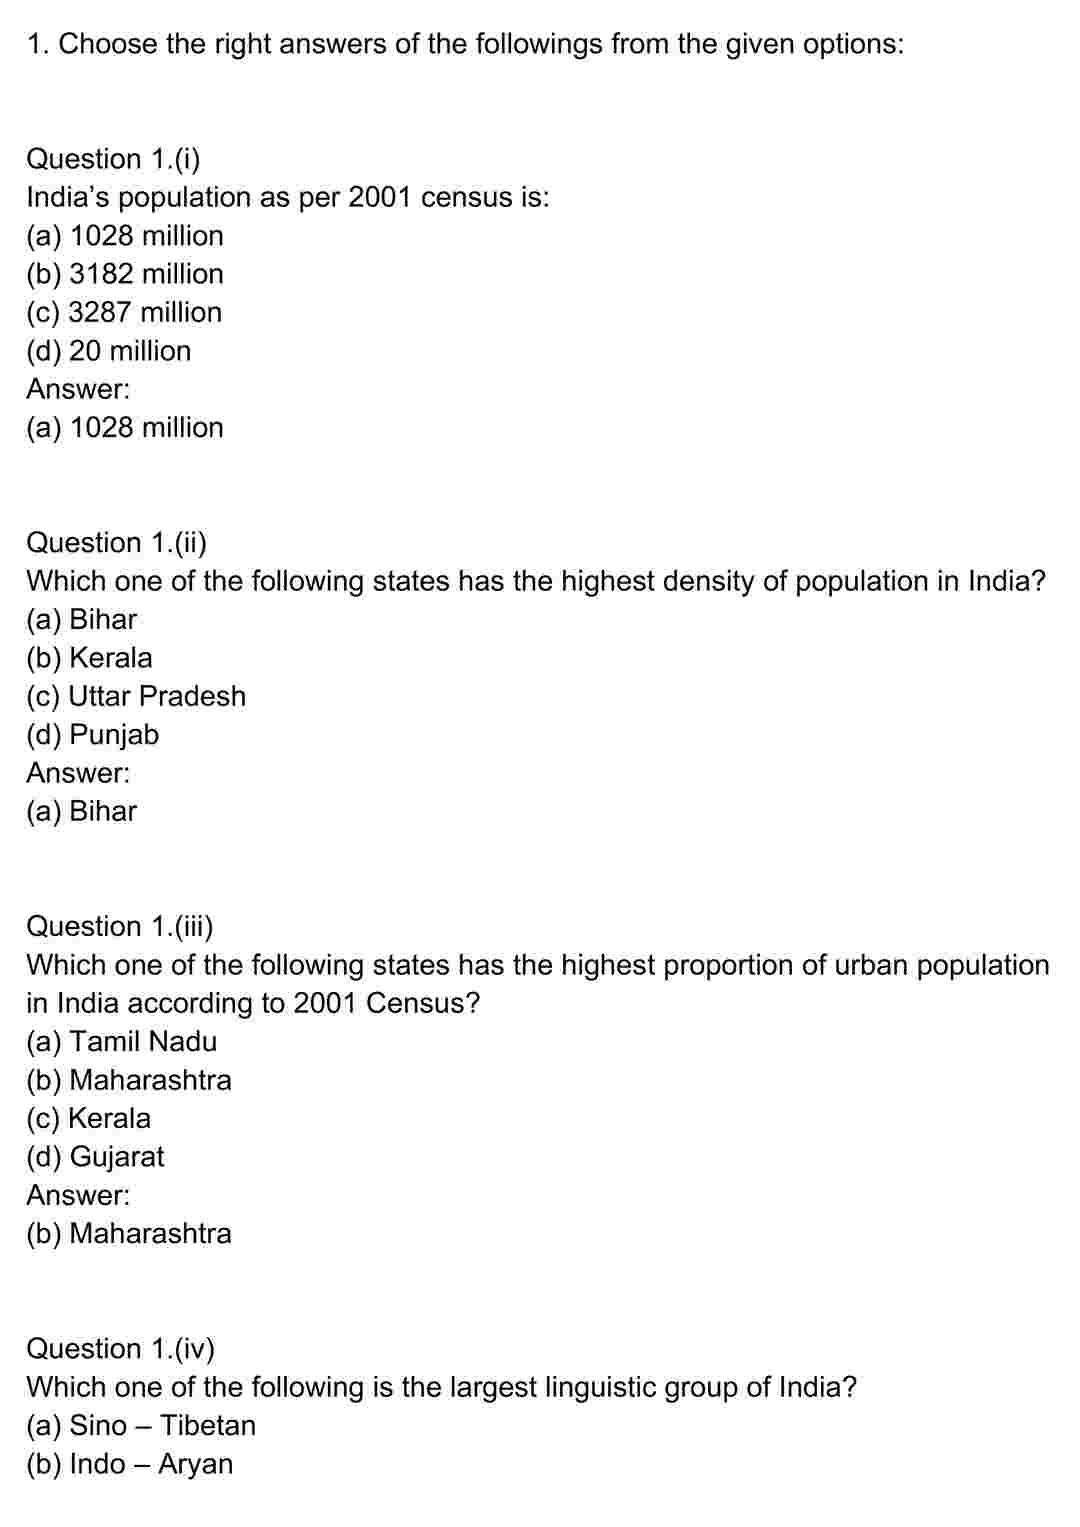 1. Choose the right answers of the followings from the given options:
Question 1.(i)
India’s population as per 2001 census is:
(a) 1028 million
(b) 3182 million
(c) 3287 million
(d) 20 million
Answer:
(a) 1028 million
Question 1.(ii)
Which one of the following states has the highest density of population in India?
(a) Bihar
(b) Kerala
(c) Uttar Pradesh
(d) Punjab
Answer:
(a) Bihar
Question 1.(iii)
Which one of the following states has the highest proportion of urban population
in India according to 2001 Census?
(a) Tamil Nadu
(b) Maharashtra
(c) Kerala
(d) Gujarat
Answer:
(b) Maharashtra
Question 1.(iv)
Which one of the following is the largest linguistic group of India?
(a) Sino – Tibetan
(b) Indo – Aryan